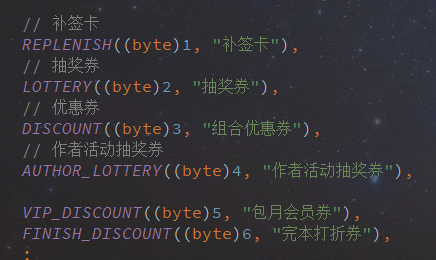 // 补签卡
REPLENISH((byte)1, "补签卡"),
// 抽奖券
LOTTERY((byte)2, "抽奖券"),
// 优惠券
DISCOUNT((byte)3, "组合优惠券"),
// 作者活动抽奖券
AUTHOR_LOTTERY((byte)4, "作者活动抽奖券"),
VIP_DISCOUNT((byte)5, "包月会员券"),
FINISH_DISCOUNT((byte)6, "完本打折券"),
;